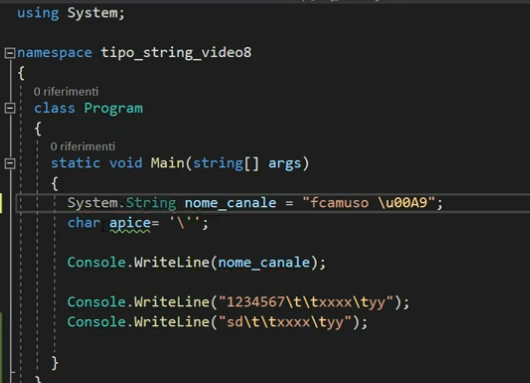 using System;
namespace tipo_string_video8
{
0 riferimenti
class Program
{
0 riferimenti
static void Main(string[] args)
{
System.String nome_canale = "fcamuso \u00A9";
char apice= '\'';
Console.WriteLine(nome_canale);
Console.WriteLine("1234567\t\txxxx\tyy");
Console.WriteLine("sd\t\txxxx\tyy");
}
}